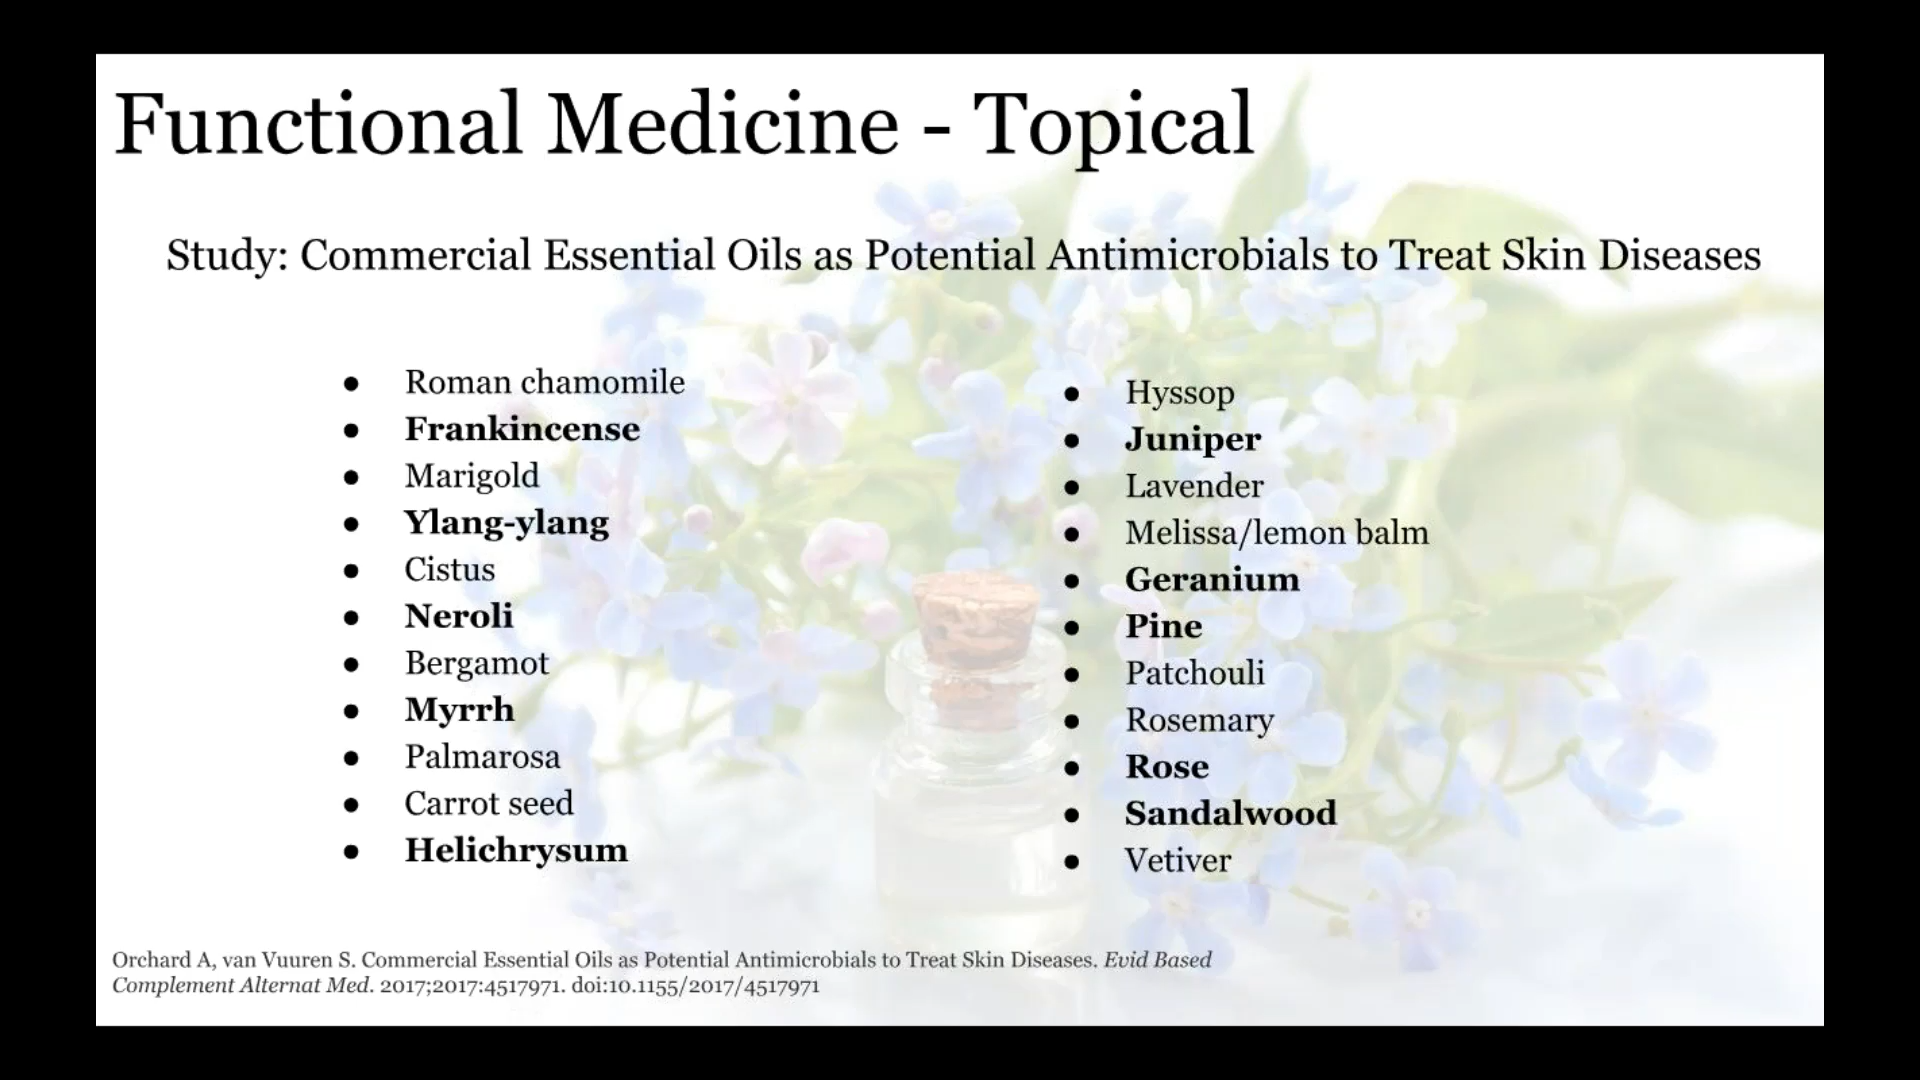 Functional Medicine - Topical
Study: Commercial Essential Oils as Potential Antimicrobials to Treat Skin Diseases
● Roman chamomile
● Frankincense
● Marigold
● Ylang-ylang
● Cistus
● Neroli
● Bergamot
● Myrrh
● Palmarosa
● Carrot seed
● Helichrysum
● Hyssop
● Juniper
● Lavender
● Melissa/lemon balm
● Geranium
● Pine
● Patchouli
● Rosemary
● Rose
● Sandalwood
● Vetiver
Orchard A, van Vuuren S. Commercial Essential Oils as Potential Antimicrobials to Treat Skin Diseases. Evid Based
Complement Alternat Med. 2017;2017:4517971. doi:10.1155/2017/4517971